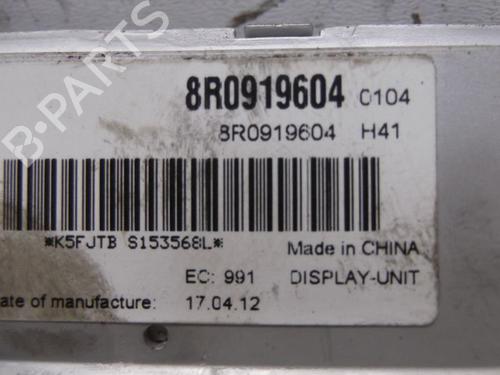 8R0919604 0104
8R0919604 H41
*K5FJTB S153568L*
Made in CHINA
EC: 991 DISPLAY-UNIT
ate of manufacture: 17.04.12
B-PARTS